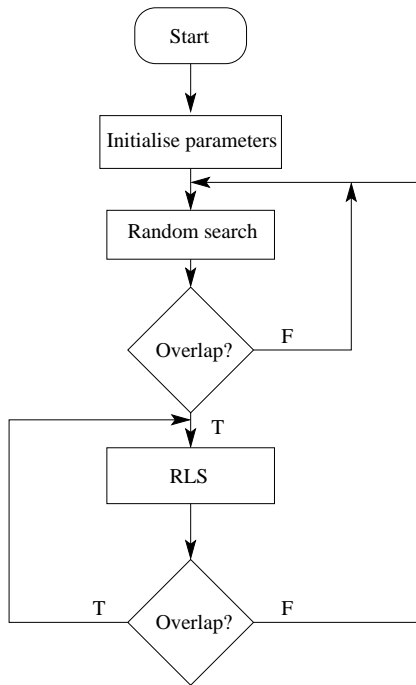 Start
Initialise parameters
Random search
Overlap?
F
T
RLS
T
Overlap?
F